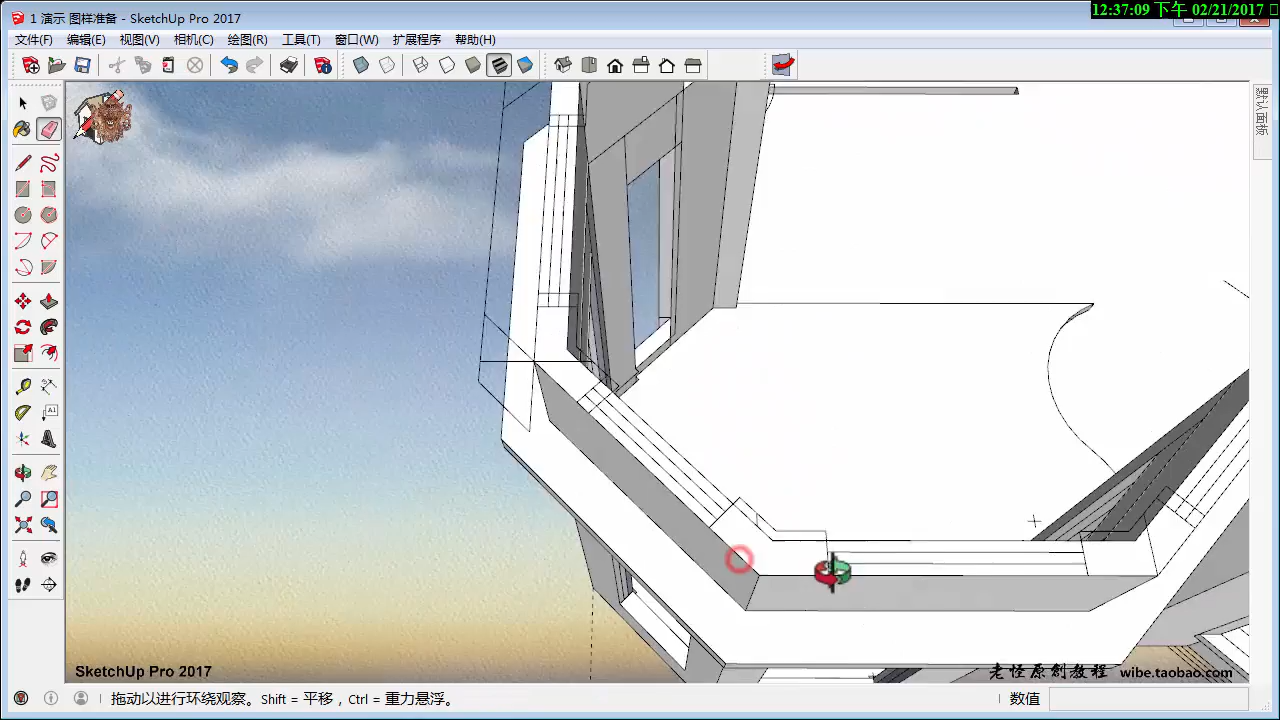 12:37:09 下午 02/21/2017
1 演示 图样准备 - SketchUp Pro 2017
文件(F) 编辑(E) 视图(V) 相机(C) 绘图(R) 工具(T) 窗口(W) 扩展程序 帮助(H)
默认面板
A1
SketchUp Pro 2017
老怪原创教程 wibe.taobao.com
拖动以进行环绕观察。Shift = 平移，Ctrl = 重力悬浮。
数值